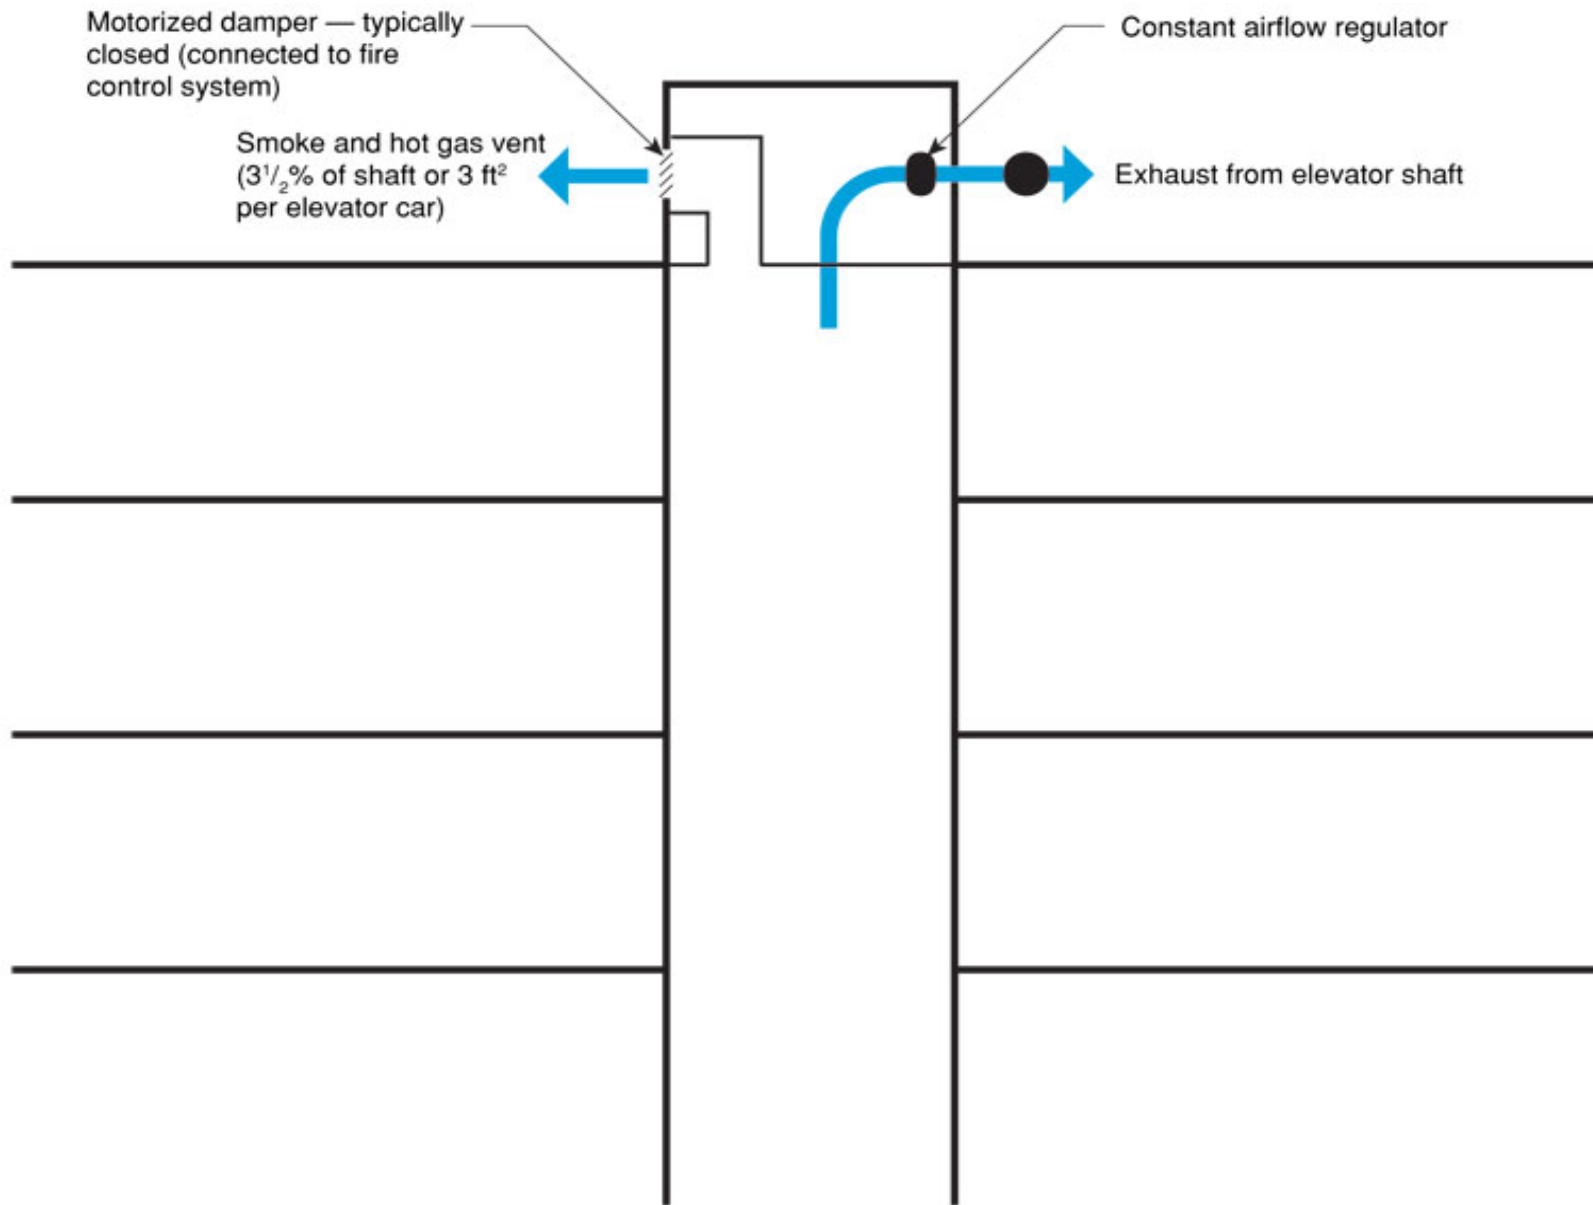 Motorized damper — typically
closed (connected to fire
control system)
Smoke and hot gas vent
(3¹/₂% of shaft or 3 ft²
per elevator car)
Constant airflow regulator
Exhaust from elevator shaft